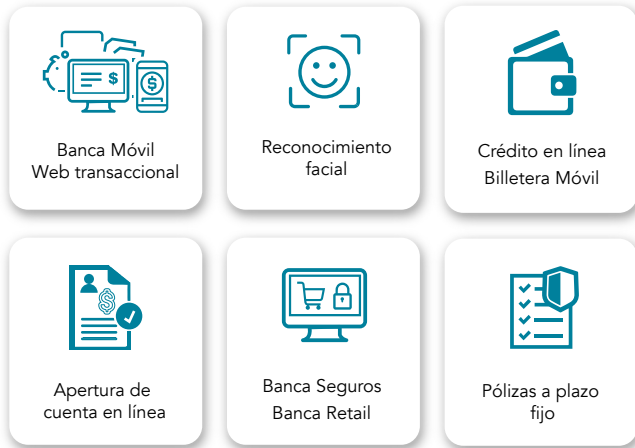 Banca Móvil
Web transaccional
Reconocimiento
facial
Crédito en línea
Billetera Móvil
Apertura de
cuenta en línea
Banca Seguros
Banca Retail
Pólizas a plazo
fijo